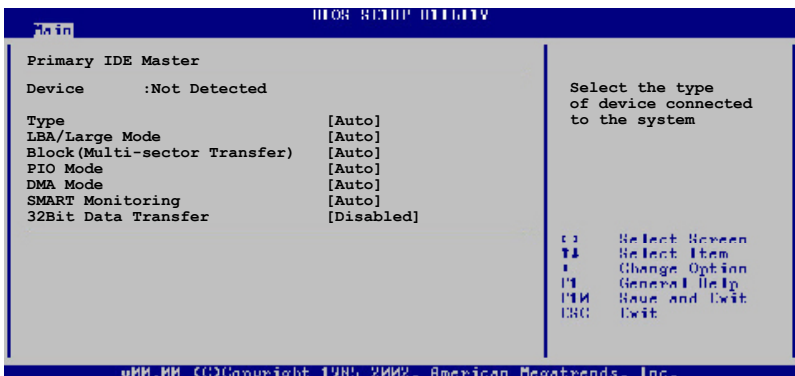 BIOS SETUP UTILITY
Main
Primary IDE Master
Device :Not Detected
Type [Auto]
LBA/Large Mode [Auto]
Block(Multi-sector Transfer) [Auto]
PIO Mode [Auto]
DMA Mode [Auto]
SMART Monitoring [Auto]
32Bit Data Transfer [Disabled]
Select the type
of device connected
to the system
Select Screen
↑↓ Select Item
Change Option
F1 General Help
Save and Exit
ESC Exit
(C)Copyright 1985-2002, American Megatrends, Inc.